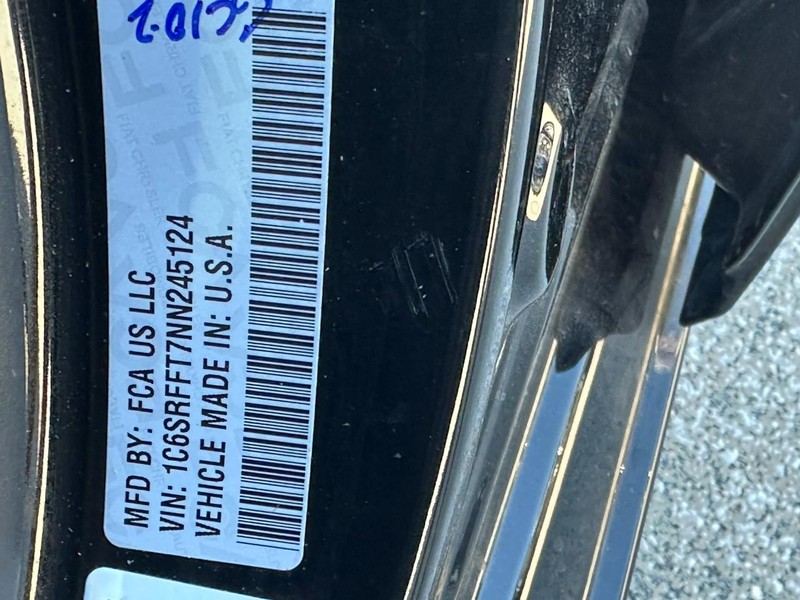 MFD BY: FCA US LLC
VIN: 1C6SRFFT7NN245124
VEHICLE MADE IN: U.S.A.